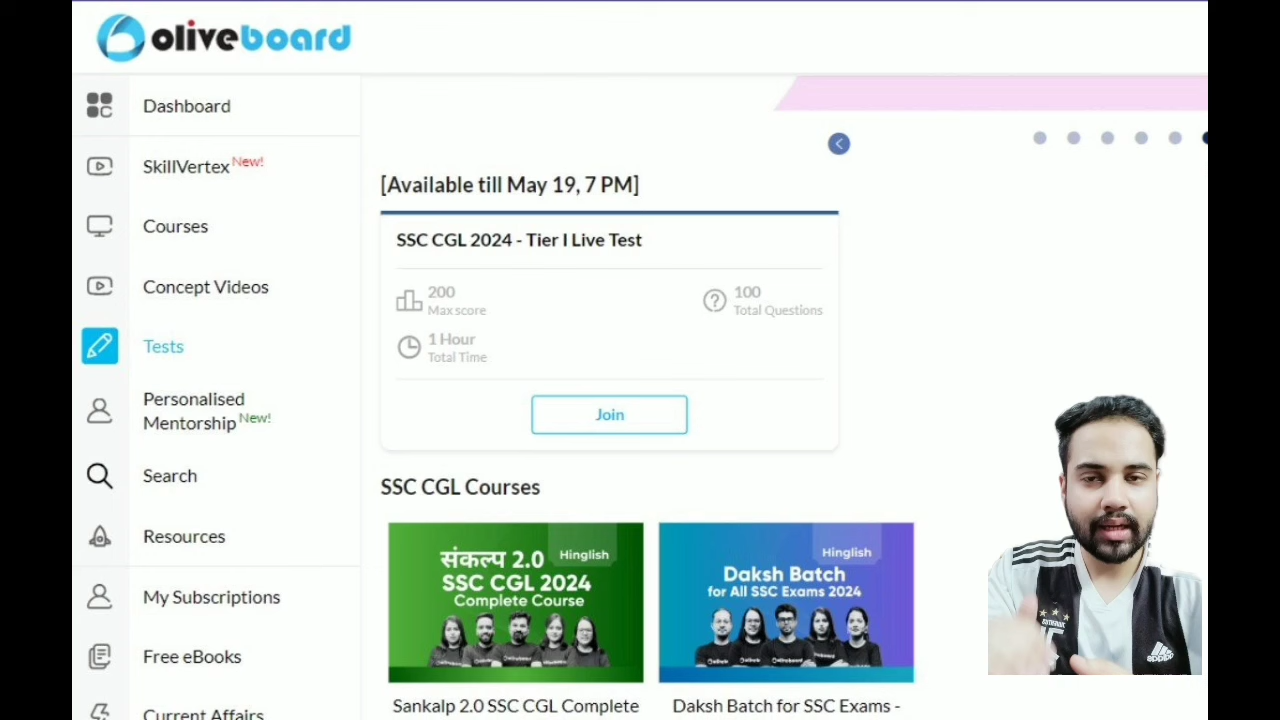 oliveboard
Dashboard
SkillVertex New!
Courses
Concept Videos
Tests
Personalised
Mentorship New!
Search
Resources
My Subscriptions
Free eBooks
Current Affairs
[Available till May 19, 7 PM]
SSC CGL 2024 - Tier I Live Test
200
Max score
100
Total Questions
1 Hour
Total Time
Join
SSC CGL Courses
संकल्प 2.0
Hinglish
SSC CGL 2024
Complete Course
oliveboard
Sankalp 2.0 SSC CGL Complete
Hinglish
Daksh Batch
for All SSC Exams 2024
oliveboard
Daksh Batch for SSC Exams -